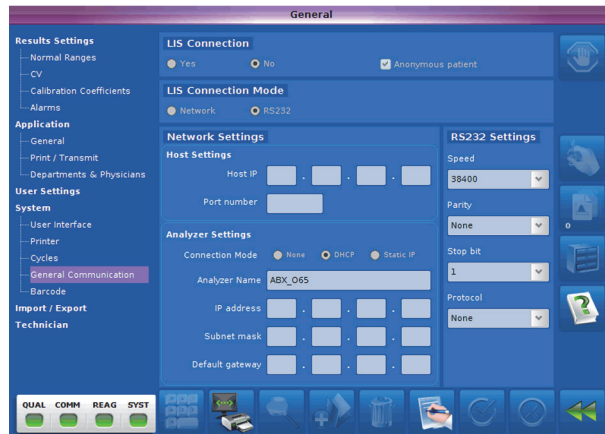 General
Results Settings
Normal Ranges
CV
Calibration Coefficients
Alarms
Application
General
Print / Transmit
Departments & Physicians
User Settings
System
User Interface
Printer
Cycles
General Communication
Barcode
Import / Export
Technician
LIS Connection
Yes No Anonymous patient
LIS Connection Mode
Network RS232
Network Settings
Host Settings
Host IP . . .
Port number
Analyzer Settings
Connection Mode None DHCP Static IP
Analyzer Name ABX_065
IP address . . .
Subnet mask . . .
Default gateway . . .
RS232 Settings
Speed
38400
Parity
None
Stop bit
1
Protocol
None
0
QUAL COMM REAG SYST